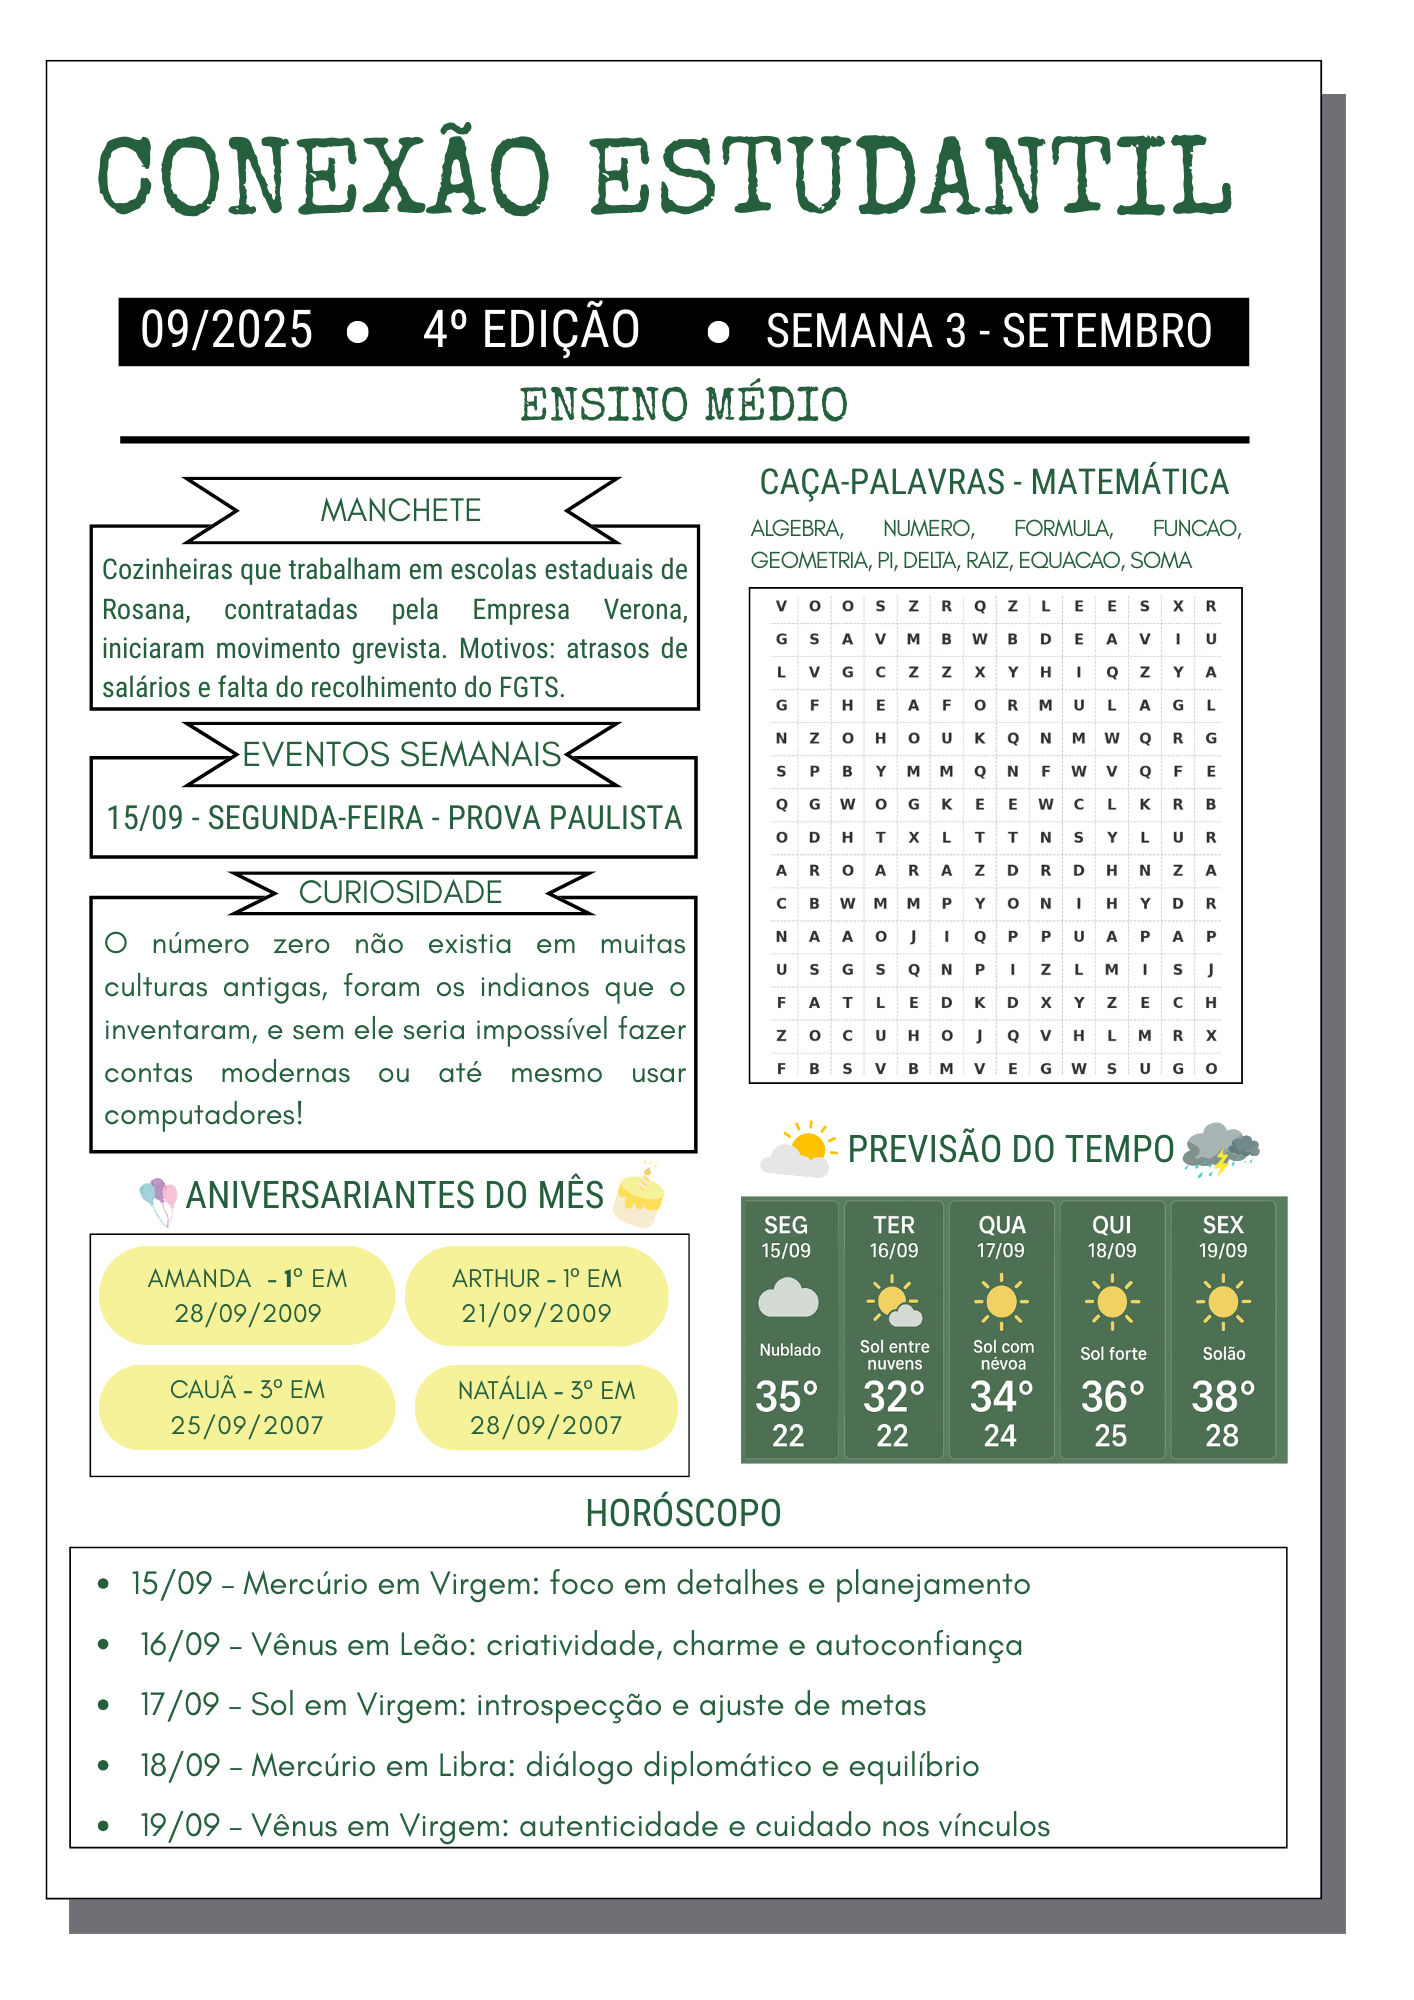 CONEXÃO ESTUDANTIL
09/2025 ● 4º EDIÇÃO ● SEMANA 3 - SETEMBRO
ENSINO MÉDIO
MANCHETE
Cozinheiras que trabalham em escolas estaduais de
Rosana, contratadas pela Empresa Verona,
iniciaram movimento grevista. Motivos: atrasos de
salários e falta do recolhimento do FGTS.
EVENTOS SEMANAIS
15/09 - SEGUNDA-FEIRA - PROVA PAULISTA
CURIOSIDADE
O número zero não existia em muitas
culturas antigas, foram os indianos que o
inventaram, e sem ele seria impossível fazer
contas modernas ou até mesmo usar
computadores!
ANIVERSARIANTES DO MÊS
AMANDA - 1º EM
28/09/2009
ARTHUR - 1º EM
21/09/2009
CAUÃ - 3º EM
25/09/2007
NATÁLIA - 3º EM
28/09/2007
CAÇA-PALAVRAS - MATEMÁTICA
ALGEBRA, NUMERO, FORMULA, FUNCAO,
GEOMETRIA, PI, DELTA, RAIZ, EQUACAO, SOMA
V O O S Z R Q Z L E E S X R
G S A V M B W B D E A V I U
L V G C Z Z X Y H I Q Z Y A
G F H E A F O R M U L A G L
N Z O H O U K Q N M W Q R G
S P B Y M M Q N F W V Q F E
Q G W O G K E E W C L K R B
O D H T X L T T N S Y L U R
A R O A R A Z D R D H N Z A
C B W M M P Y O N I H Y D R
N A A O J I Q P P U A P A P
U S G S Q N P I Z L M I S J
F A T L E D K D X Y Z E C H
Z O C U H O J Q V H L M R X
F B S V B M V E G W S U G O
PREVISÃO DO TEMPO
SEG
15/09
Nublado
35°
22
TER
16/09
Sol entre
nuvens
32°
22
QUA
17/09
Sol com
névoa
34°
24
QUI
18/09
Sol forte
36°
25
SEX
19/09
Solão
38°
28
HORÓSCOPO
• 15/09 – Mercúrio em Virgem: foco em detalhes e planejamento
• 16/09 – Vênus em Leão: criatividade, charme e autoconfiança
• 17/09 – Sol em Virgem: introspecção e ajuste de metas
• 18/09 – Mercúrio em Libra: diálogo diplomático e equilíbrio
• 19/09 – Vênus em Virgem: autenticidade e cuidado nos vínculos